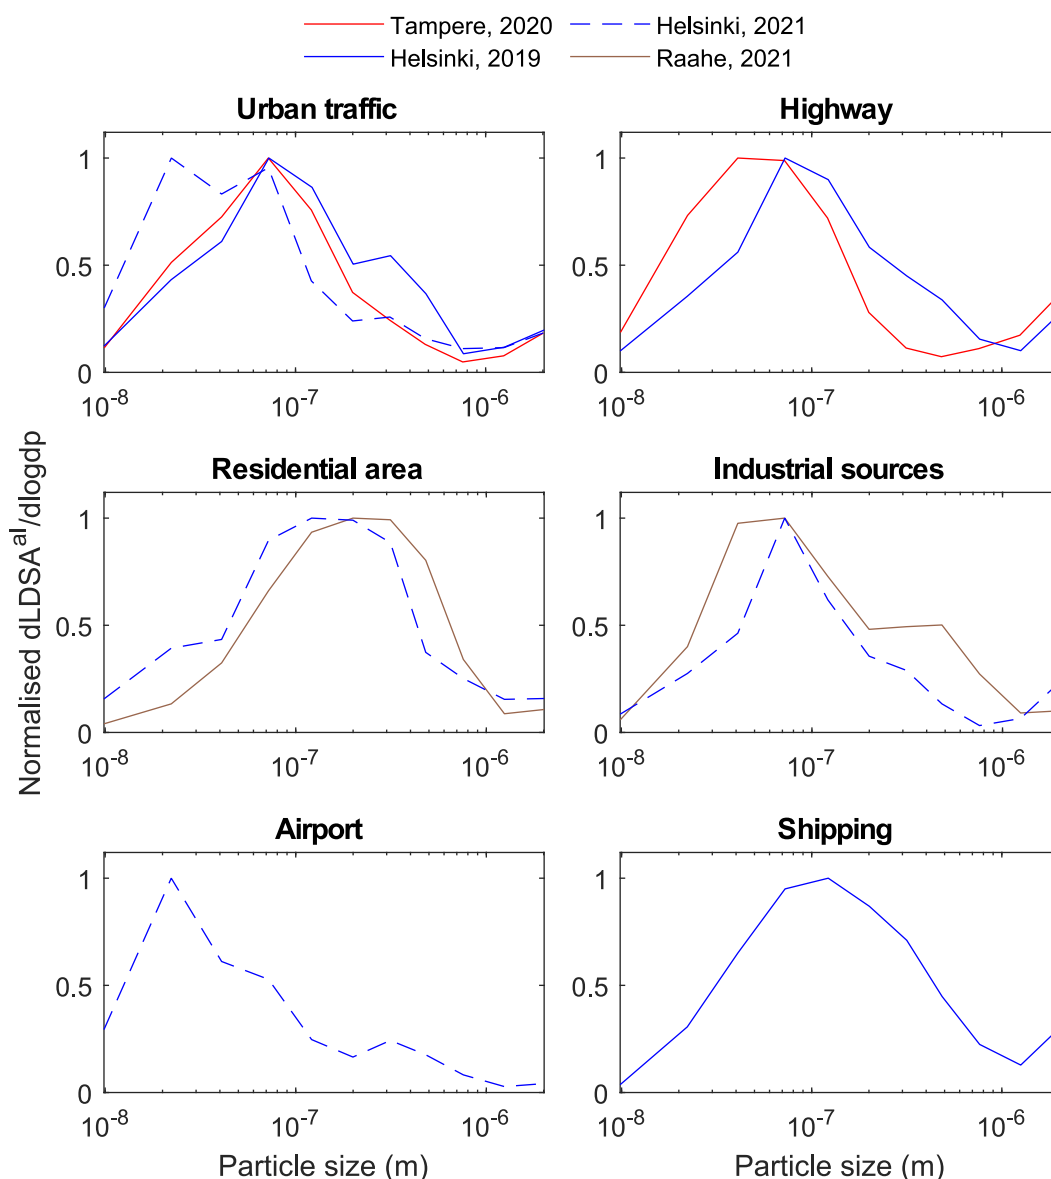 Tampere, 2020
Helsinki, 2021
Helsinki, 2019
Raahe, 2021
Urban traffic
Highway
1
0.5
0
10⁻⁸
10⁻⁷
10⁻⁶
1
0.5
0
10⁻⁸
10⁻⁷
10⁻⁶
Normalised dLDSAᵃˡ/dlogdp
Residential area
Industrial sources
1
0.5
0
10⁻⁸
10⁻⁷
10⁻⁶
1
0.5
0
10⁻⁸
10⁻⁷
10⁻⁶
Airport
Shipping
1
0.5
0
10⁻⁸
10⁻⁷
10⁻⁶
Particle size (m)
1
0.5
0
10⁻⁸
10⁻⁷
10⁻⁶
Particle size (m)